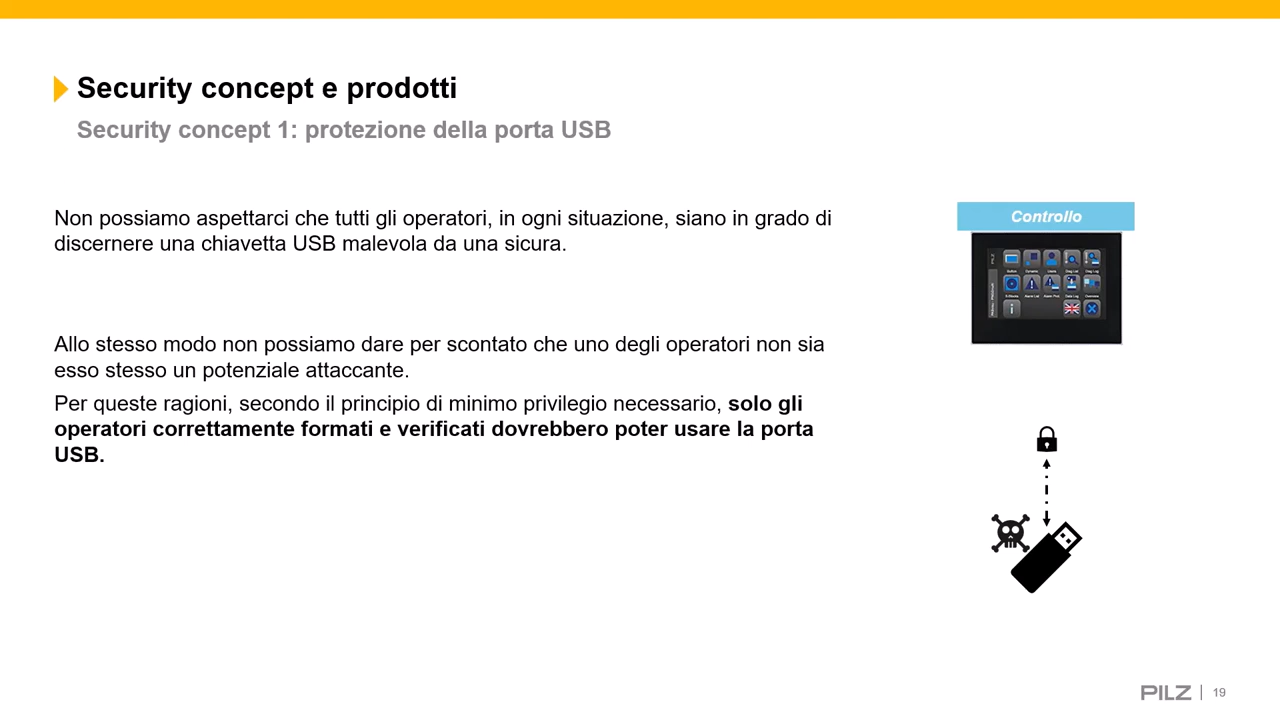 Security concept e prodotti
Security concept 1: protezione della porta USB
Non possiamo aspettarci che tutti gli operatori, in ogni situazione, siano in grado di
discernere una chiavetta USB malevola da una sicura.
Allo stesso modo non possiamo dare per scontato che uno degli operatori non sia
esso stesso un potenziale attaccante.
Per queste ragioni, secondo il principio di minimo privilegio necessario, solo gli
operatori correttamente formati e verificati dovrebbero poter usare la porta
USB.
Controllo
PILZ
PILZ | 19